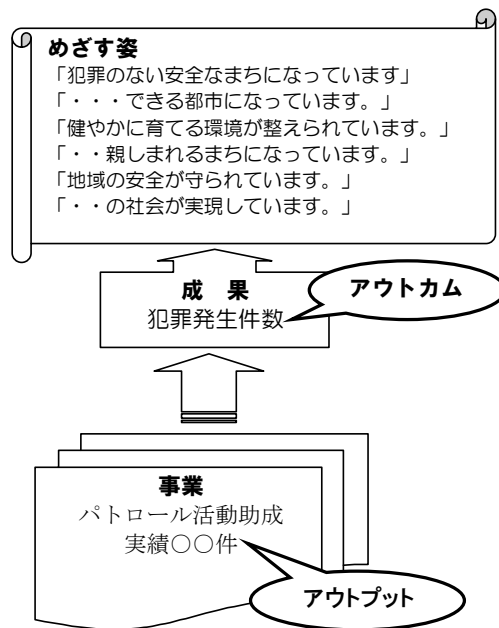 めざす姿
「犯罪のない安全なまちになっています」
「・・・できる都市になっています。」
「健やかに育てる環境が整えられています。」
「・・親しまれるまちになっています。」
「地域の安全が守られています。」
「・・の社会が実現しています。」
成　果
アウトカム
犯罪発生件数
事業
パトロール活動助成
実績○○件
アウトプット